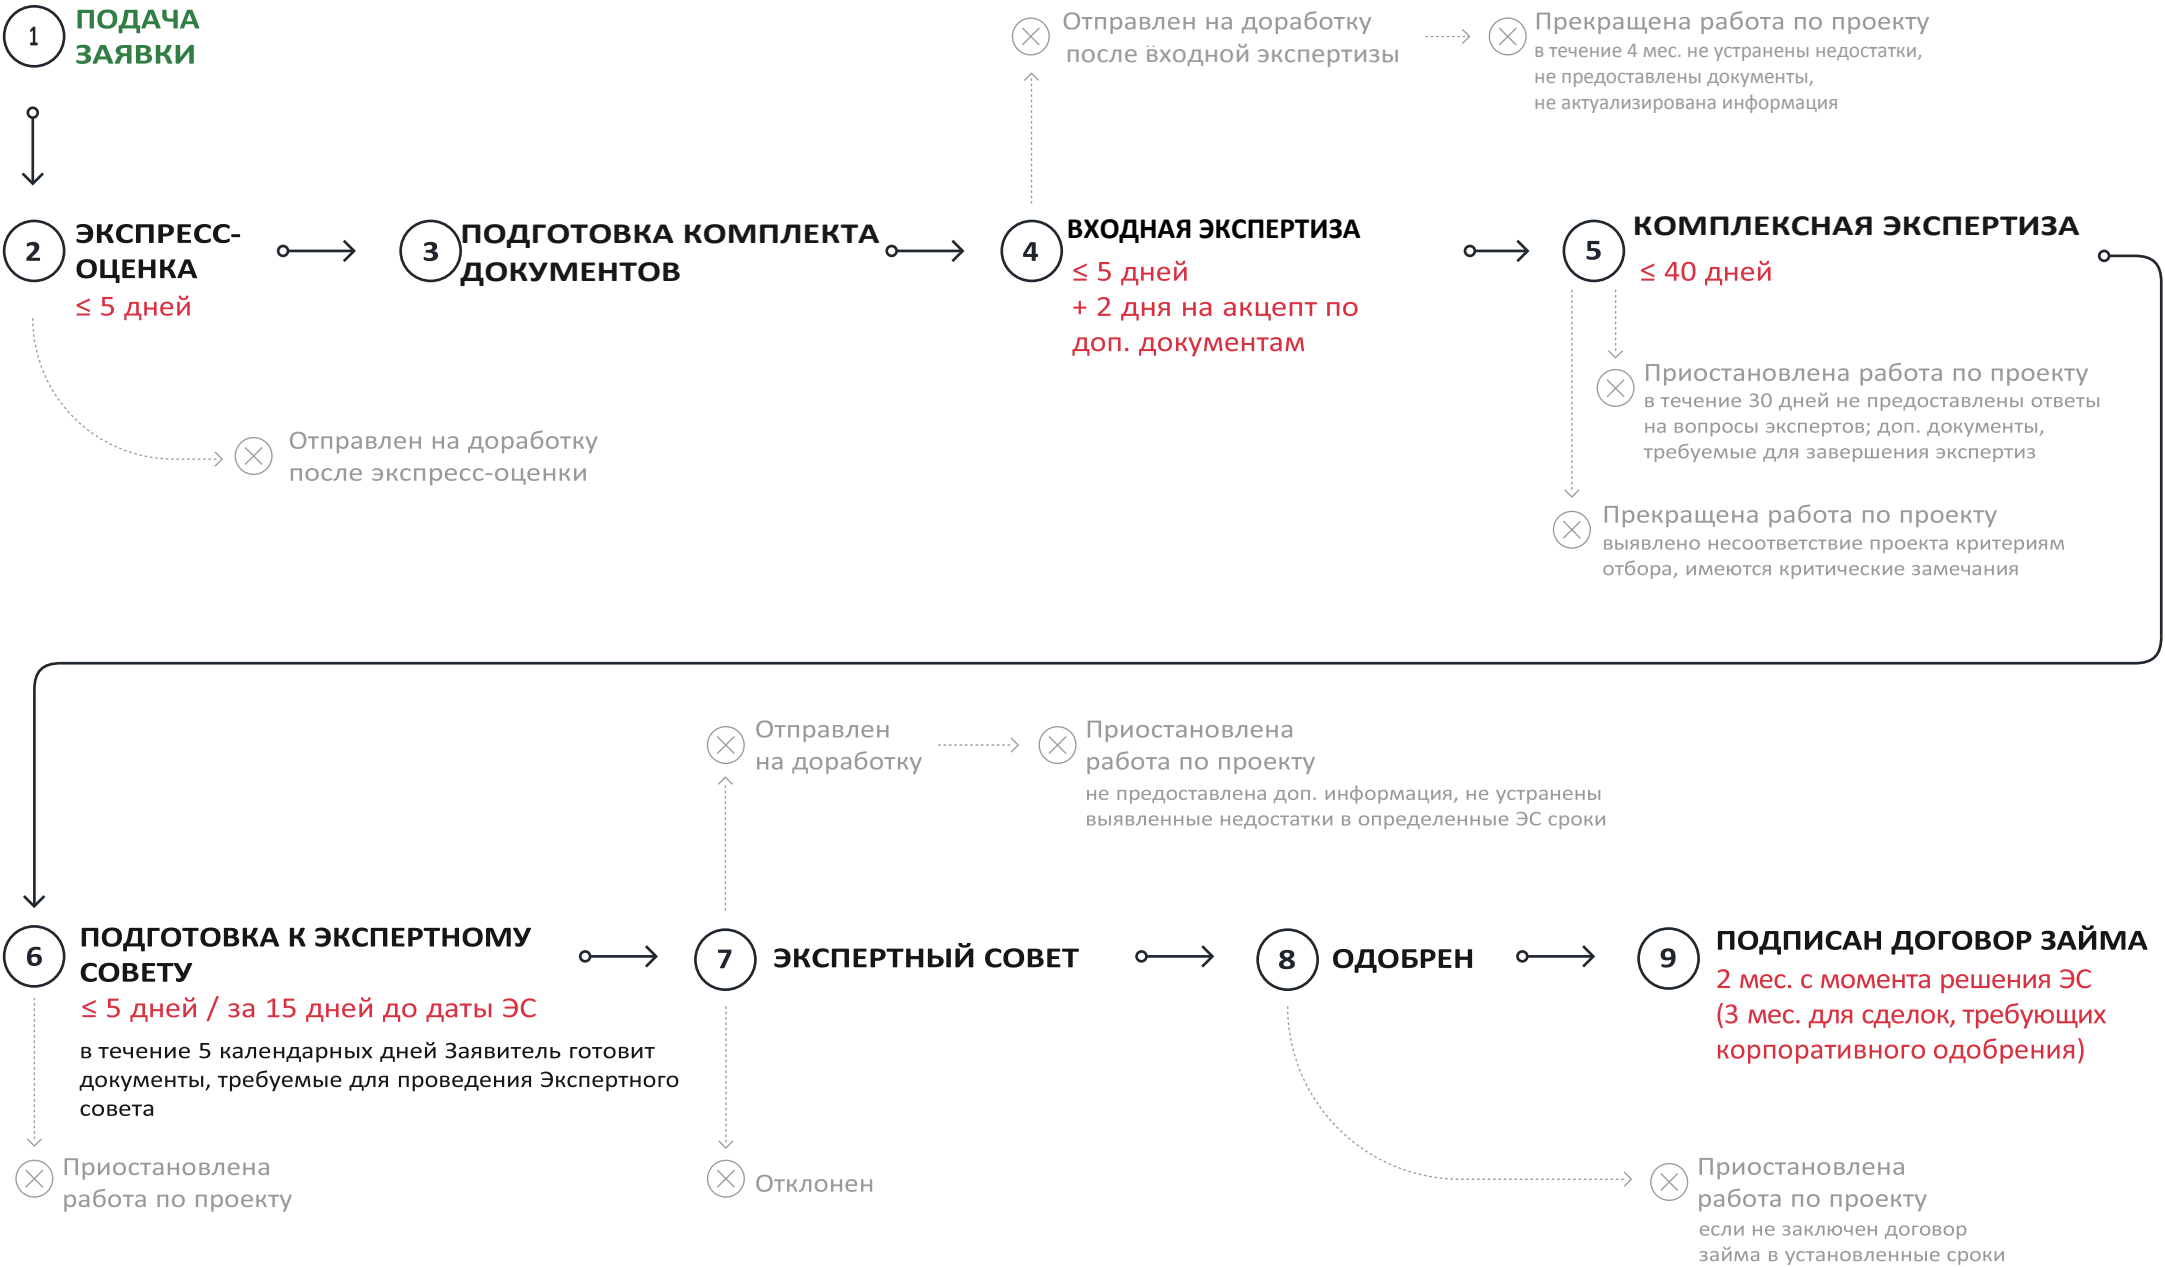 1
ПОДАЧА
ЗАЯВКИ
Отправлен на доработку
после входной экспертизы
Прекращена работа по проекту
в течение 4 мес. не устранены недостатки,
не предоставлены документы,
не актуализирована информация
2
ЭКСПРЕСС-
ОЦЕНКА
≤ 5 дней
3
ПОДГОТОВКА КОМПЛЕКТА
ДОКУМЕНТОВ
4
ВХОДНАЯ ЭКСПЕРТИЗА
≤ 5 дней
+ 2 дня на акцепт по
доп. документам
5
КОМПЛЕКСНАЯ ЭКСПЕРТИЗА
≤ 40 дней
Отправлен на доработку
после экспресс-оценки
Приостановлена работа по проекту
в течение 30 дней не предоставлены ответы
на вопросы экспертов; доп. документы,
требуемые для завершения экспертиз
Прекращена работа по проекту
выявлено несоответствие проекта критериям
отбора, имеются критические замечания
Отправлен
на доработку
Приостановлена
работа по проекту
не предоставлена доп. информация, не устранены
выявленные недостатки в определенные ЭС сроки
6
ПОДГОТОВКА К ЭКСПЕРТНОМУ
СОВЕТУ
≤ 5 дней / за 15 дней до даты ЭС
в течение 5 календарных дней Заявитель готовит
документы, требуемые для проведения Экспертного
совета
7
ЭКСПЕРТНЫЙ СОВЕТ
8
ОДОБРЕН
9
ПОДПИСАН ДОГОВОР ЗАЙМА
2 мес. с момента решения ЭС
(3 мес. для сделок, требующих
корпоративного одобрения)
Приостановлена
работа по проекту
Отклонен
Приостановлена
работа по проекту
если не заключен договор
займа в установленные сроки